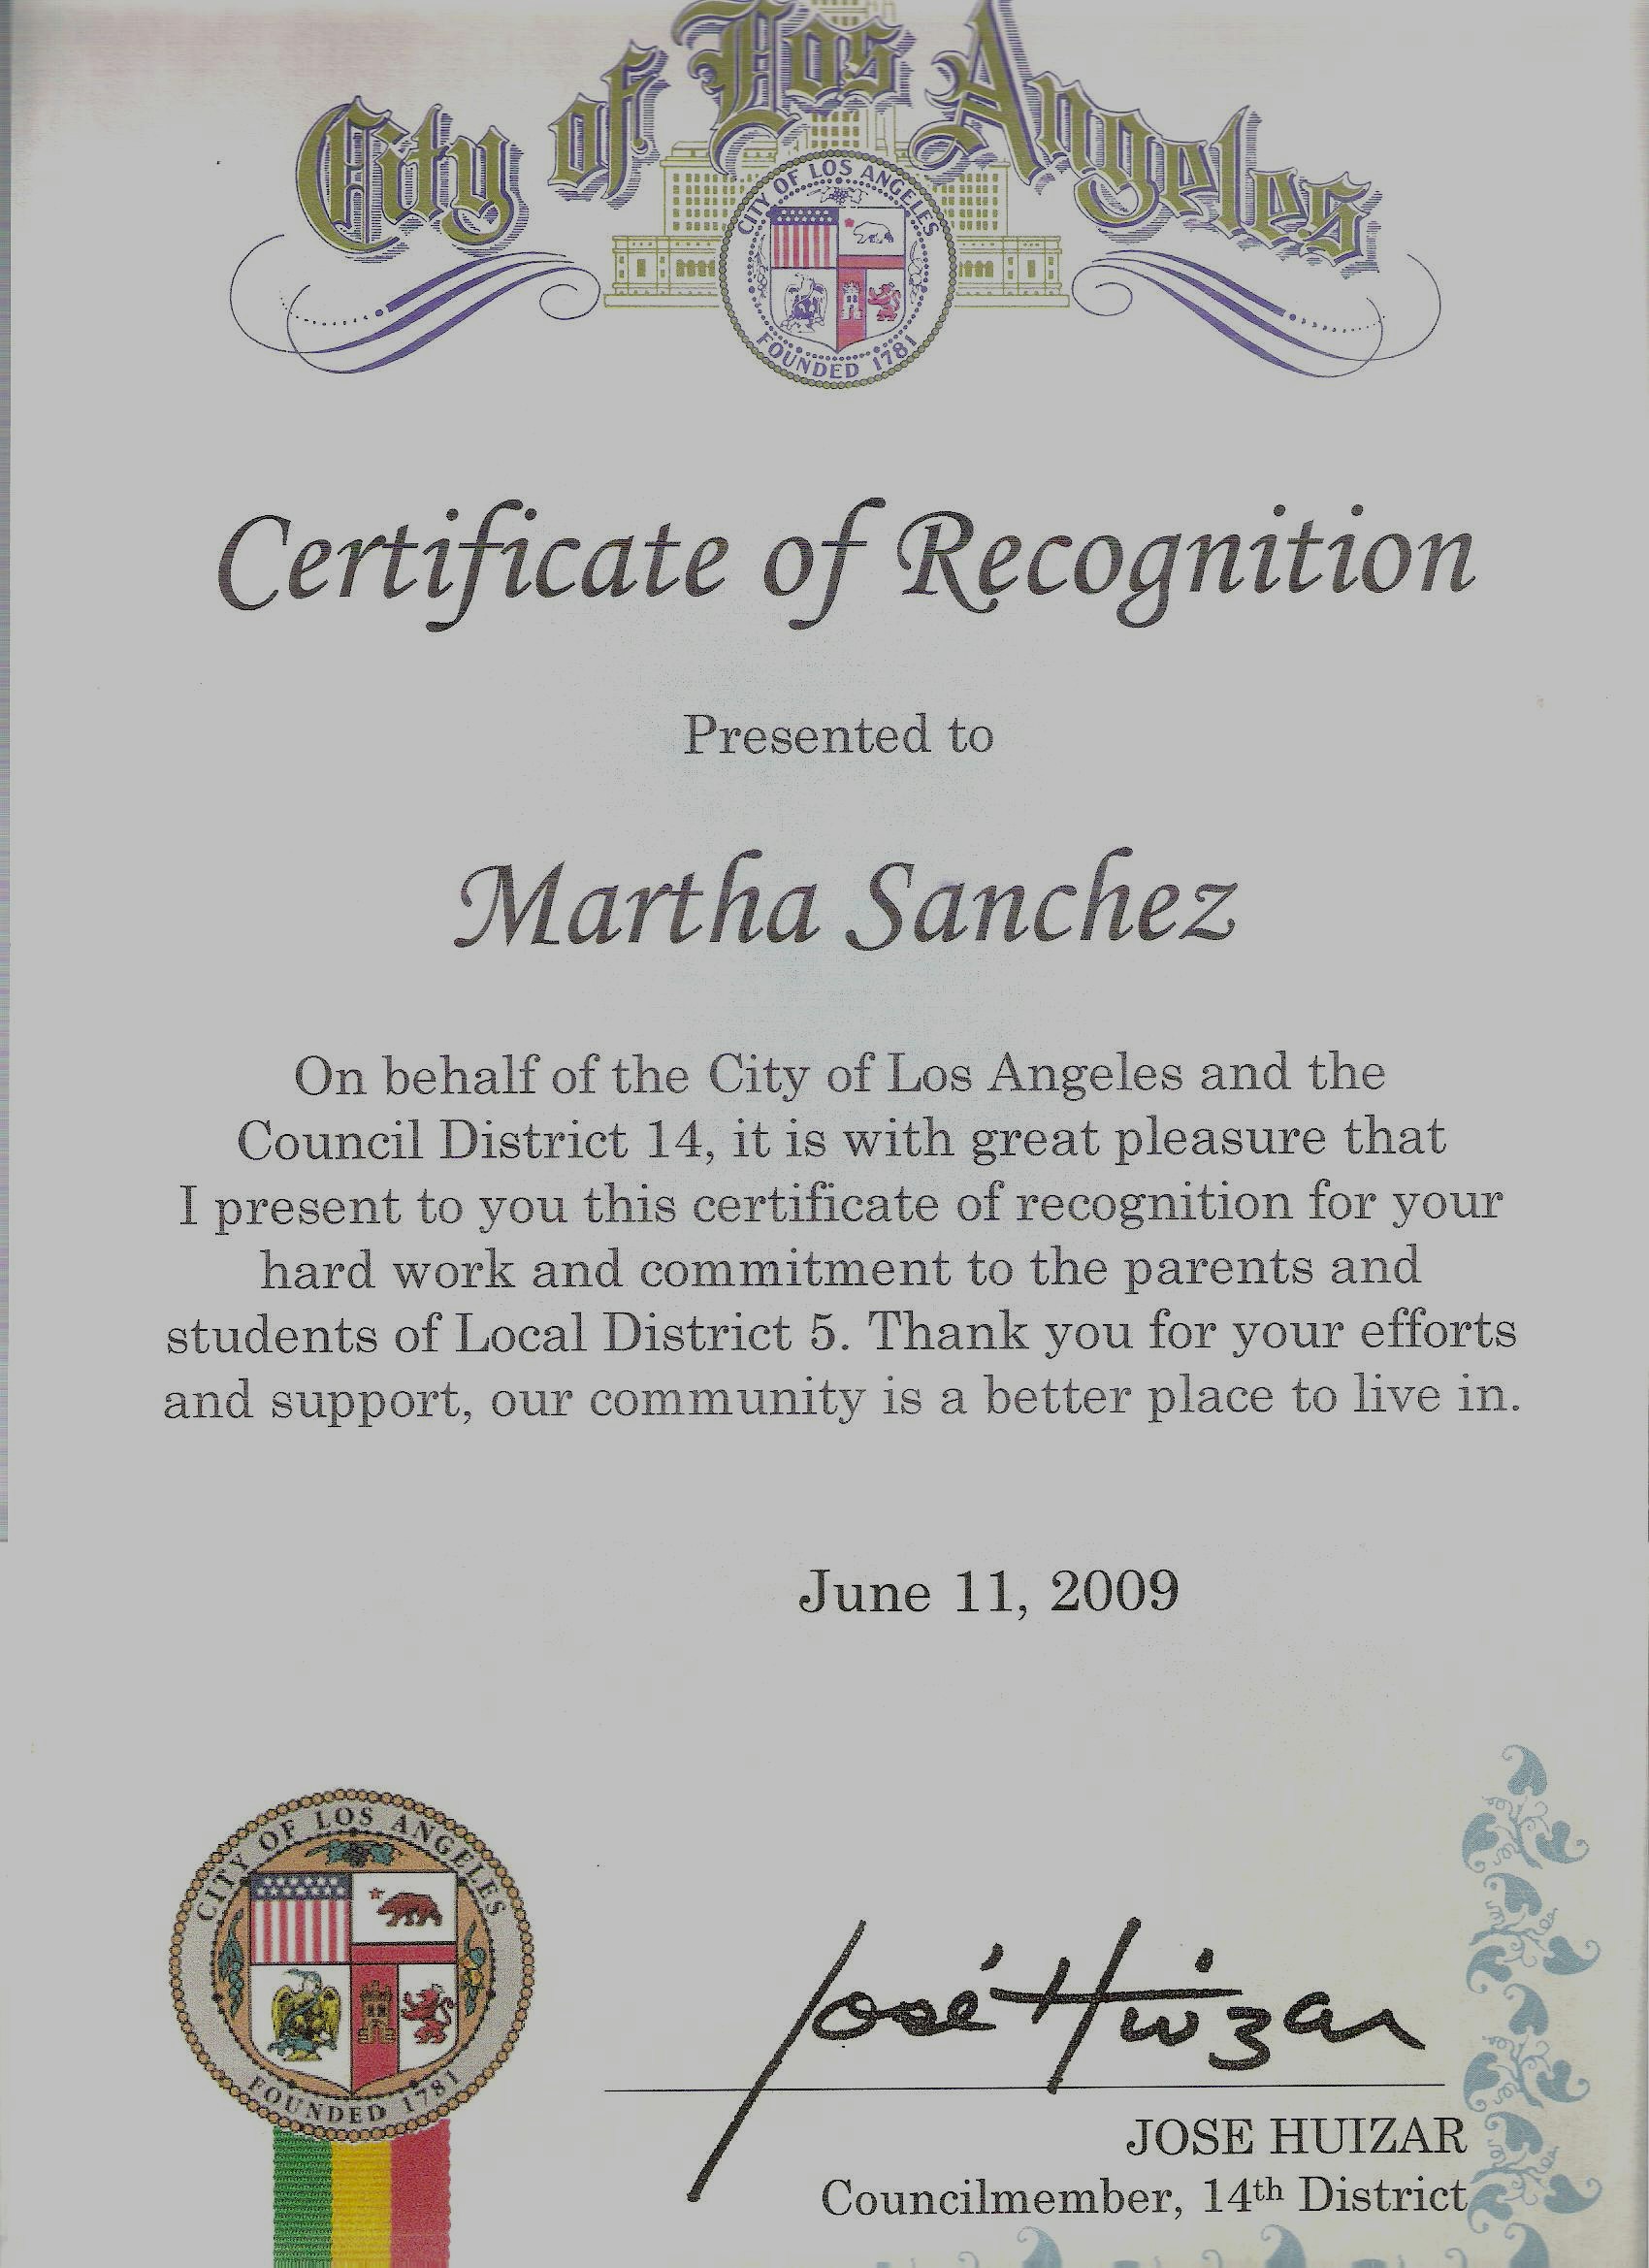 City of Los Angeles
CITY OF LOS ANGELES
FOUNDED 1781
Certificate of Recognition
Presented to
Martha Sanchez
On behalf of the City of Los Angeles and the
Council District 14, it is with great pleasure that
I present to you this certificate of recognition for your
hard work and commitment to the parents and
students of Local District 5. Thank you for your efforts
and support, our community is a better place to live in.
June 11, 2009
CITY OF LOS ANGELES
FOUNDED 1781
José Huizar
JOSE HUIZAR
Councilmember, 14th District